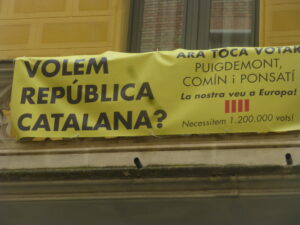 VOLEM
REPÚBLICA
CATALANA?
ARA TOCA VOTAR
PUIGDEMONT,
COMÍN i PONSATÍ
La nostra veu a Europa!
Necessitem 1.200.000 vots!